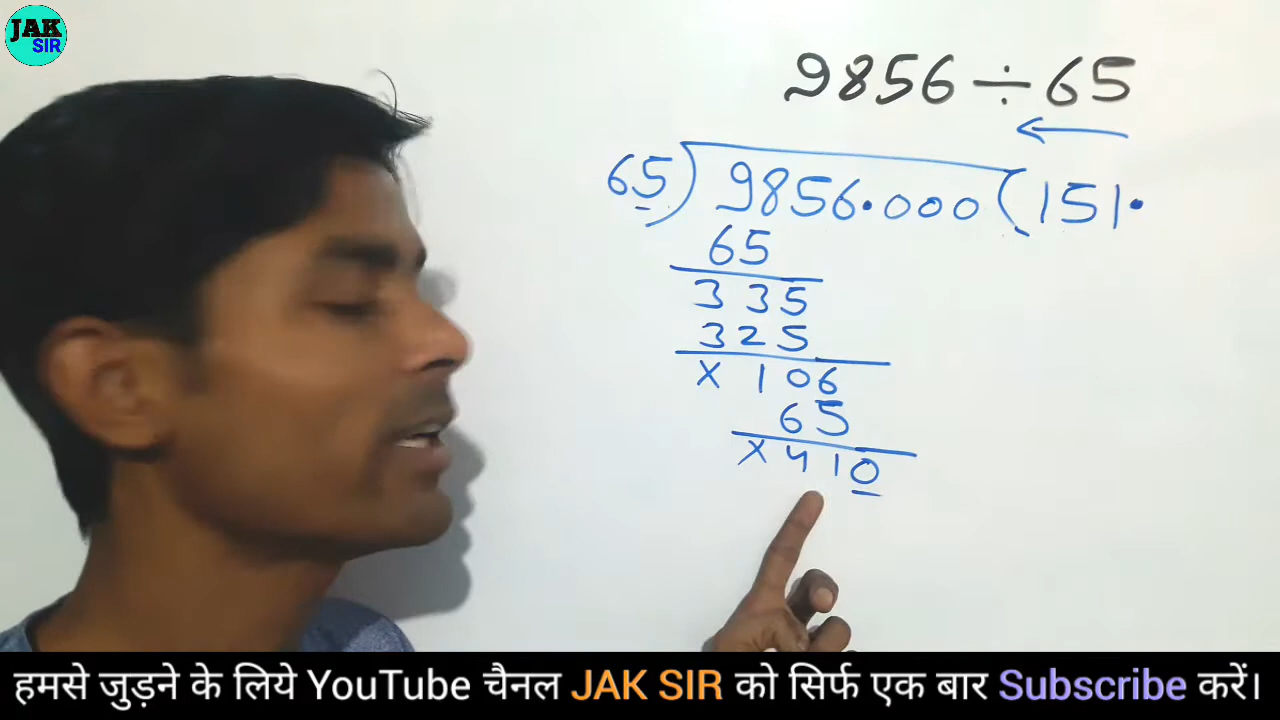 JAK
SIR
9856 ÷ 65
65) 9856.000 (151.
65
335
325
x 106
65
x 410
हमसे जुड़ने के लिये YouTube चैनल JAK SIR को सिर्फ एक बार Subscribe करें।